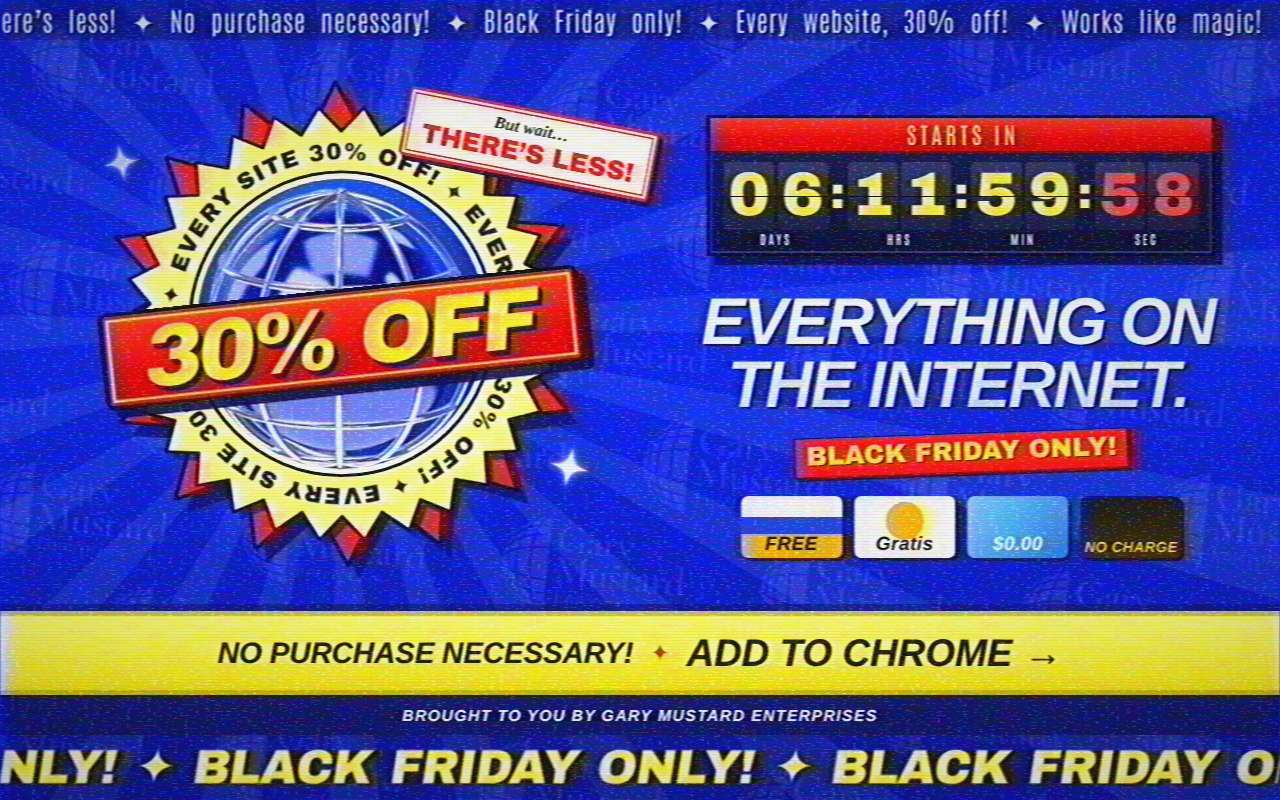 ere's less! ✦ No purchase necessary! ✦ Black Friday only! ✦ Every website, 30% off! ✦ Works like magic!
But wait...
THERE'S LESS!
EVERY SITE 30% OFF! ✦ EVER
30% OFF! ✦ EVERY SITE 30
30% OFF
STARTS IN
06:11:59:58
DAYS HRS MIN SEC
EVERYTHING ON
THE INTERNET.
BLACK FRIDAY ONLY!
FREE Gratis $0.00 NO CHARGE
NO PURCHASE NECESSARY! ✦ ADD TO CHROME →
BROUGHT TO YOU BY GARY MUSTARD ENTERPRISES
NLY! ✦ BLACK FRIDAY ONLY! ✦ BLACK FRIDAY O
Gary
Mustard